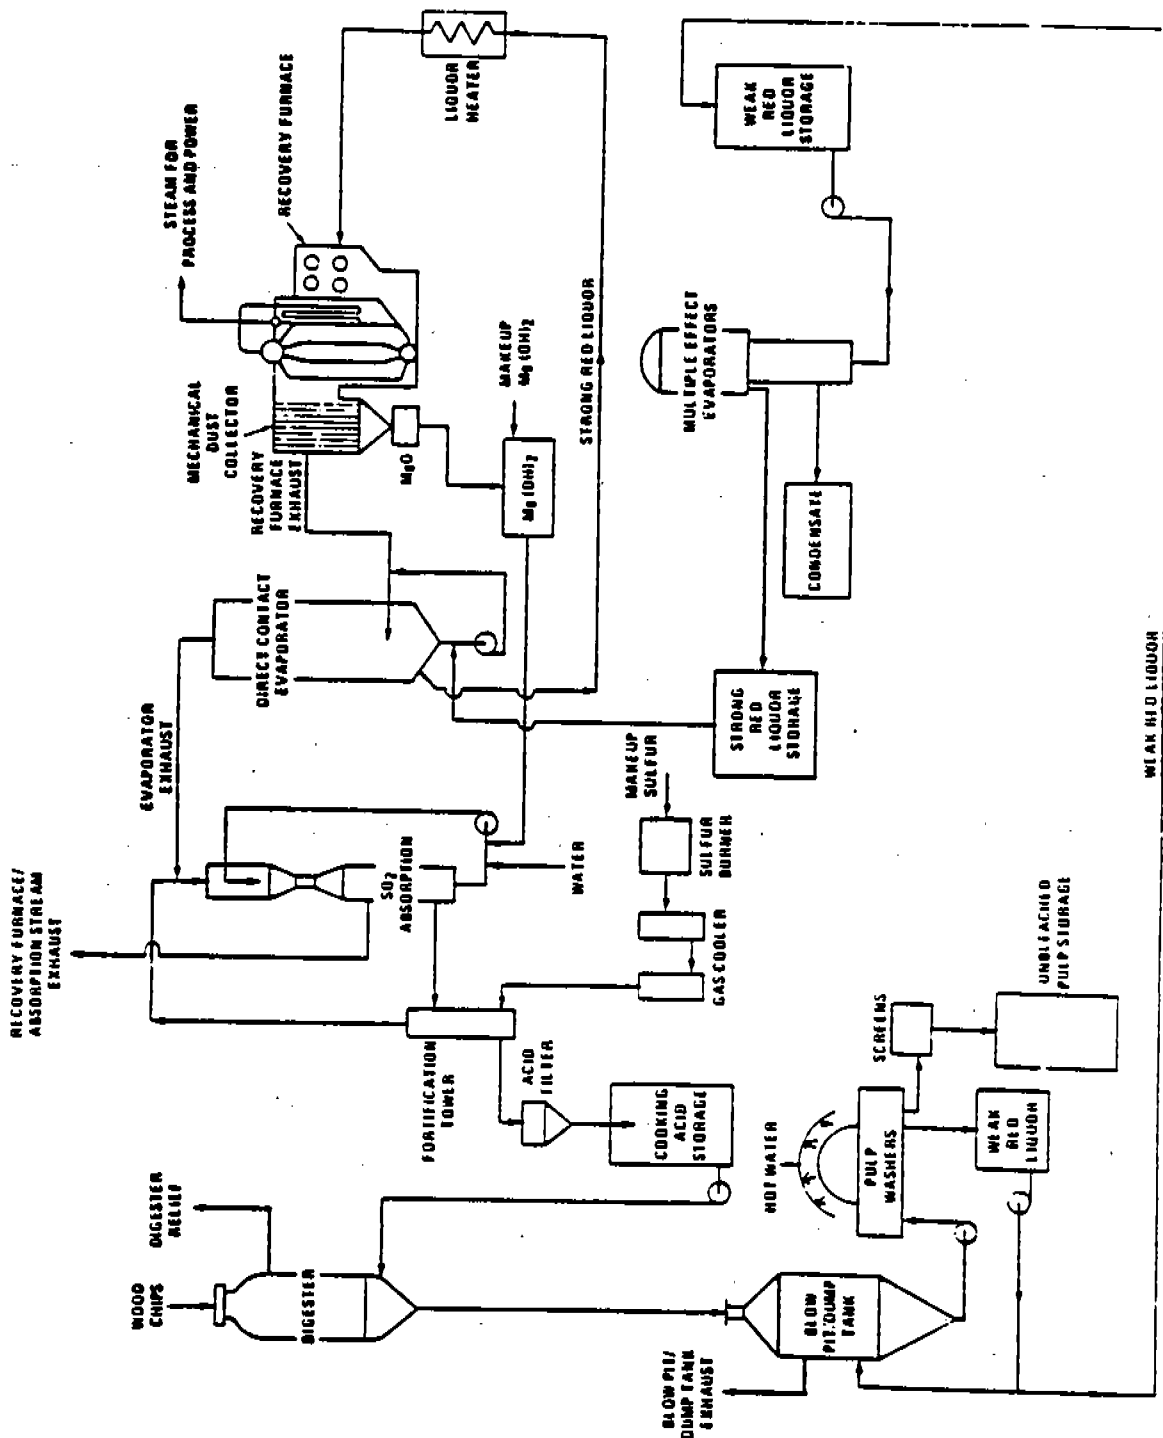 RECOVERY FURNACE/
ABSORPTION STREAM
EXHAUST
EVAPORATOR
EXHAUST
STEAM FOR
PROCESS AND POWER
RECOVERY FURNACE
MECHANICAL
DUST
COLLECTOR
RECOVERY
FURNACE
EXHAUST
LIQUOR
HEATER
DIRECT CONTACT
EVAPORATOR
MgO
MAKEUP
Mg(OH)2
Mg(OH)2
STRONG RED LIQUOR
SO2
ABSORPTION
WATER
WOOD
CHIPS
DIGESTER
RELIEF
DIGESTER
FORTIFICATION
TOWER
ACID
FILTER
COOKING
ACID
STORAGE
GAS COOLER
SULFUR
BURNER
MAKEUP
SULFUR
STRONG
RED
LIQUOR
STORAGE
CONDENSATE
MULTIPLE EFFECT
EVAPORATORS
WEAK
RED
LIQUOR
STORAGE
BLOW PIT/
DUMP TANK
EXHAUST
BLOW
PIT/DUMP
TANK
HOT WATER
PULP
WASHERS
SCREENS
WEAK
RED
LIQUOR
UNBLEACHED
PULP STORAGE
WEAK RED LIQUOR